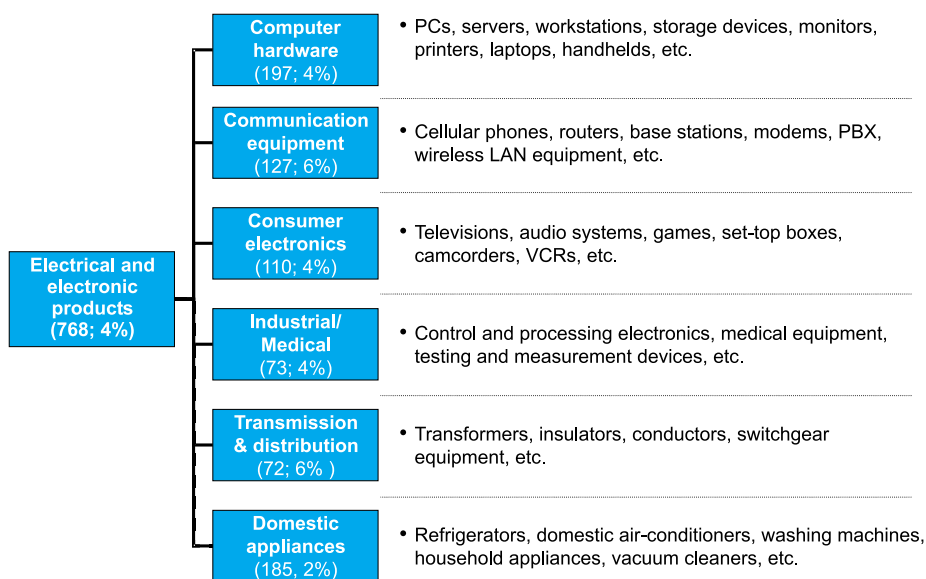 Electrical and
electronic
products
(768; 4%)
Computer
hardware
(197; 4%)
• PCs, servers, workstations, storage devices, monitors,
printers, laptops, handhelds, etc.
Communication
equipment
(127; 6%)
• Cellular phones, routers, base stations, modems, PBX,
wireless LAN equipment, etc.
Consumer
electronics
(110; 4%)
• Televisions, audio systems, games, set-top boxes,
camcorders, VCRs, etc.
Industrial/
Medical
(73; 4%)
• Control and processing electronics, medical equipment,
testing and measurement devices, etc.
Transmission
& distribution
(72; 6% )
• Transformers, insulators, conductors, switchgear
equipment, etc.
Domestic
appliances
(185, 2%)
• Refrigerators, domestic air-conditioners, washing machines,
household appliances, vacuum cleaners, etc.